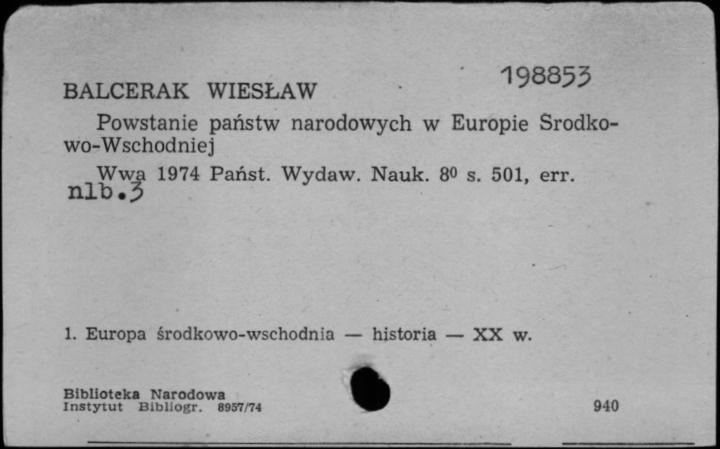 198853
BALCERAK WIESŁAW
Powstanie państw narodowych w Europie Srodko-
wo-Wschodniej
Wwa 1974 Państ. Wydaw. Nauk. 8⁰ s. 501, err.
nlb.3
1. Europa środkowo-wschodnia — historia — XX w.
Biblioteka Narodowa
Instytut Bibliogr. 8957/74
940